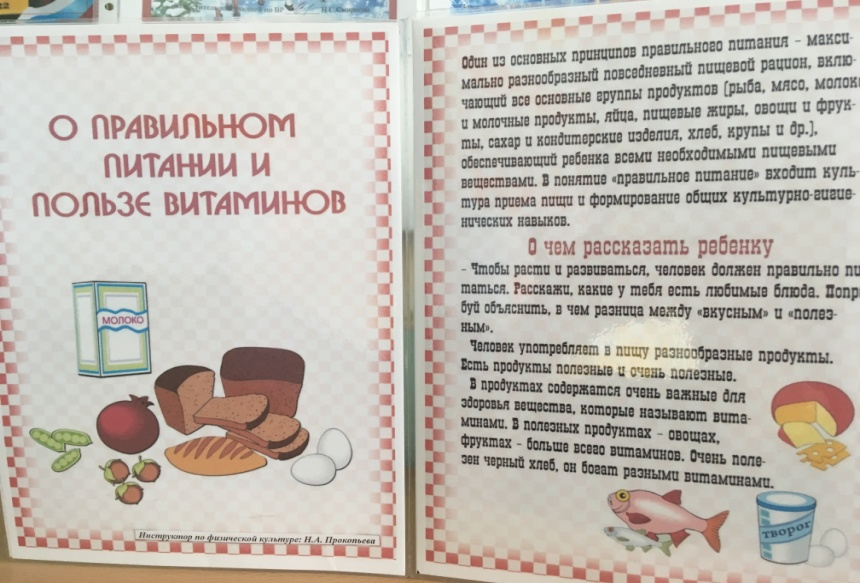 О ПРАВИЛЬНОМ
ПИТАНИИ И
ПОЛЬЗЕ ВИТАМИНОВ
МОЛОКО
Инструктор по физической культуре: Н.А. Прокопьева
Один из основных принципов правильного питания – макси-
мально разнообразный повседневный пищевой рацион, вклю-
чающий все основные группы продуктов (рыба, мясо, молоко
и молочные продукты, яйца, пищевые жиры, овощи и фрук-
ты, сахар и кондитерские изделия, хлеб, крупы и др.),
обеспечивающий ребенка всеми необходимыми пищевыми
веществами. В понятие «правильное питание» входит куль-
тура приема пищи и формирование общих культурно-гигие-
нических навыков.
О чем рассказать ребенку
– Чтобы расти и развиваться, человек должен правильно пи
таться. Расскажи, какие у тебя есть любимые блюда. Попро
буй объяснить, в чем разница между «вкусным» и «полез-
ным».
Человек употребляет в пищу разнообразные продукты.
Есть продукты полезные и очень полезные.
В продуктах содержатся очень важные для
здоровья вещества, которые называют вита-
минами. В полезных продуктах – овощах,
фруктах – больше всего витаминов. Очень поле-
зен черный хлеб, он богат разными витаминами.
творог